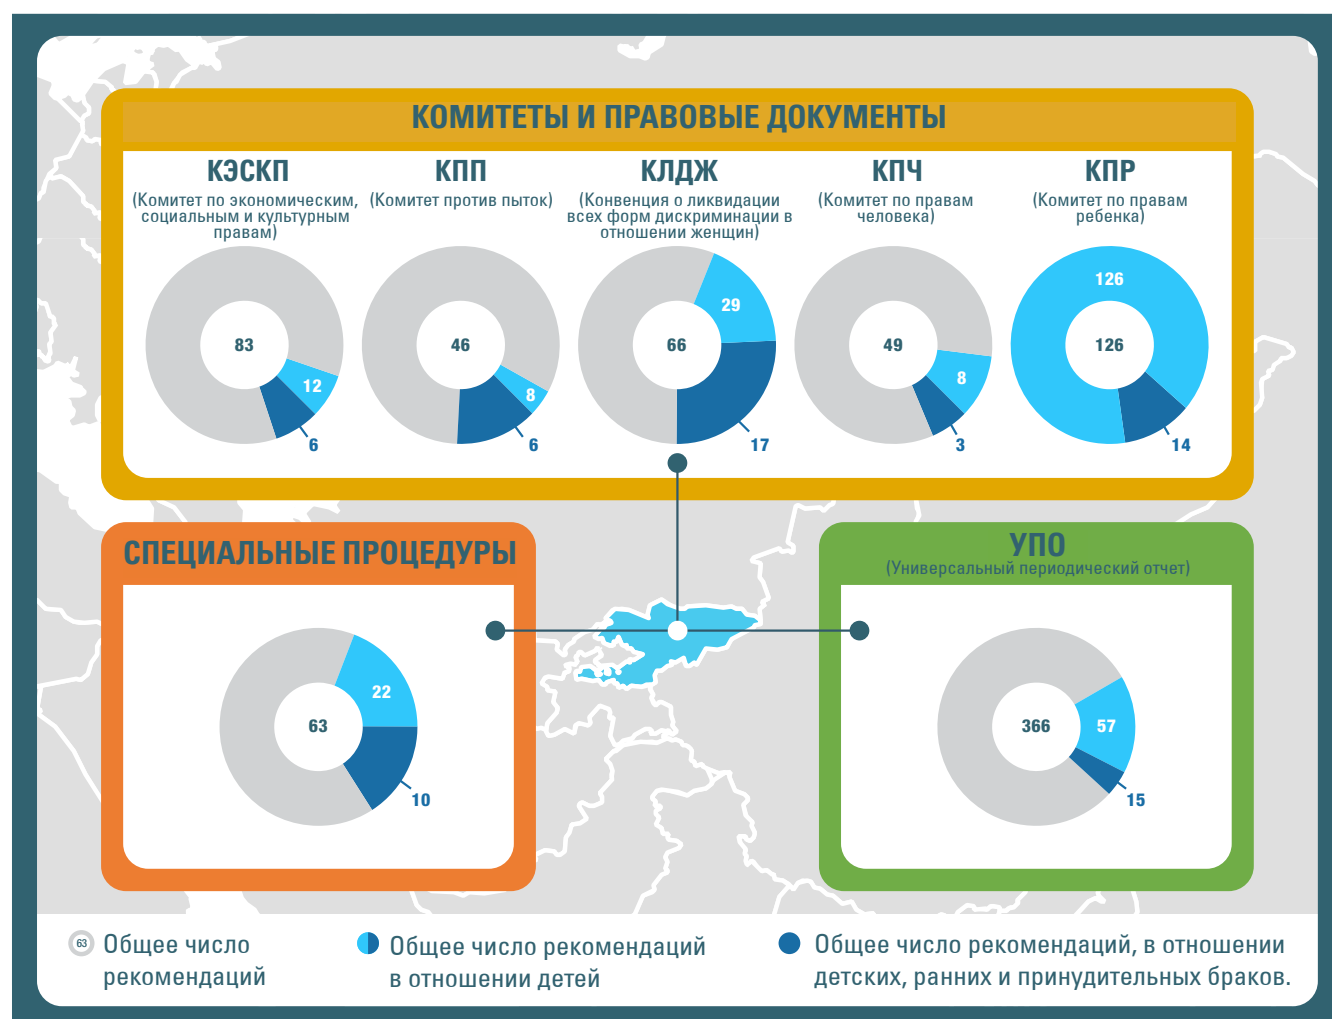 КОМИТЕТЫ И ПРАВОВЫЕ ДОКУМЕНТЫ
КЭСКП
(Комитет по экономическим,
социальным и культурным
правам)
83
12
6
КПП
(Комитет против пыток)
46
8
6
КЛДЖ
(Конвенция о ликвидации
всех форм дискриминации в
отношении женщин)
66
29
17
КПЧ
(Комитет по правам
человека)
49
8
3
КПР
(Комитет по правам
ребенка)
126
126
14
СПЕЦИАЛЬНЫЕ ПРОЦЕДУРЫ
63
22
10
УПО
(Универсальный периодический отчет)
366
57
15
63
Общее число
рекомендаций
Общее число рекомендаций
в отношении детей
Общее число рекомендаций, в отношении
детских, ранних и принудительных браков.